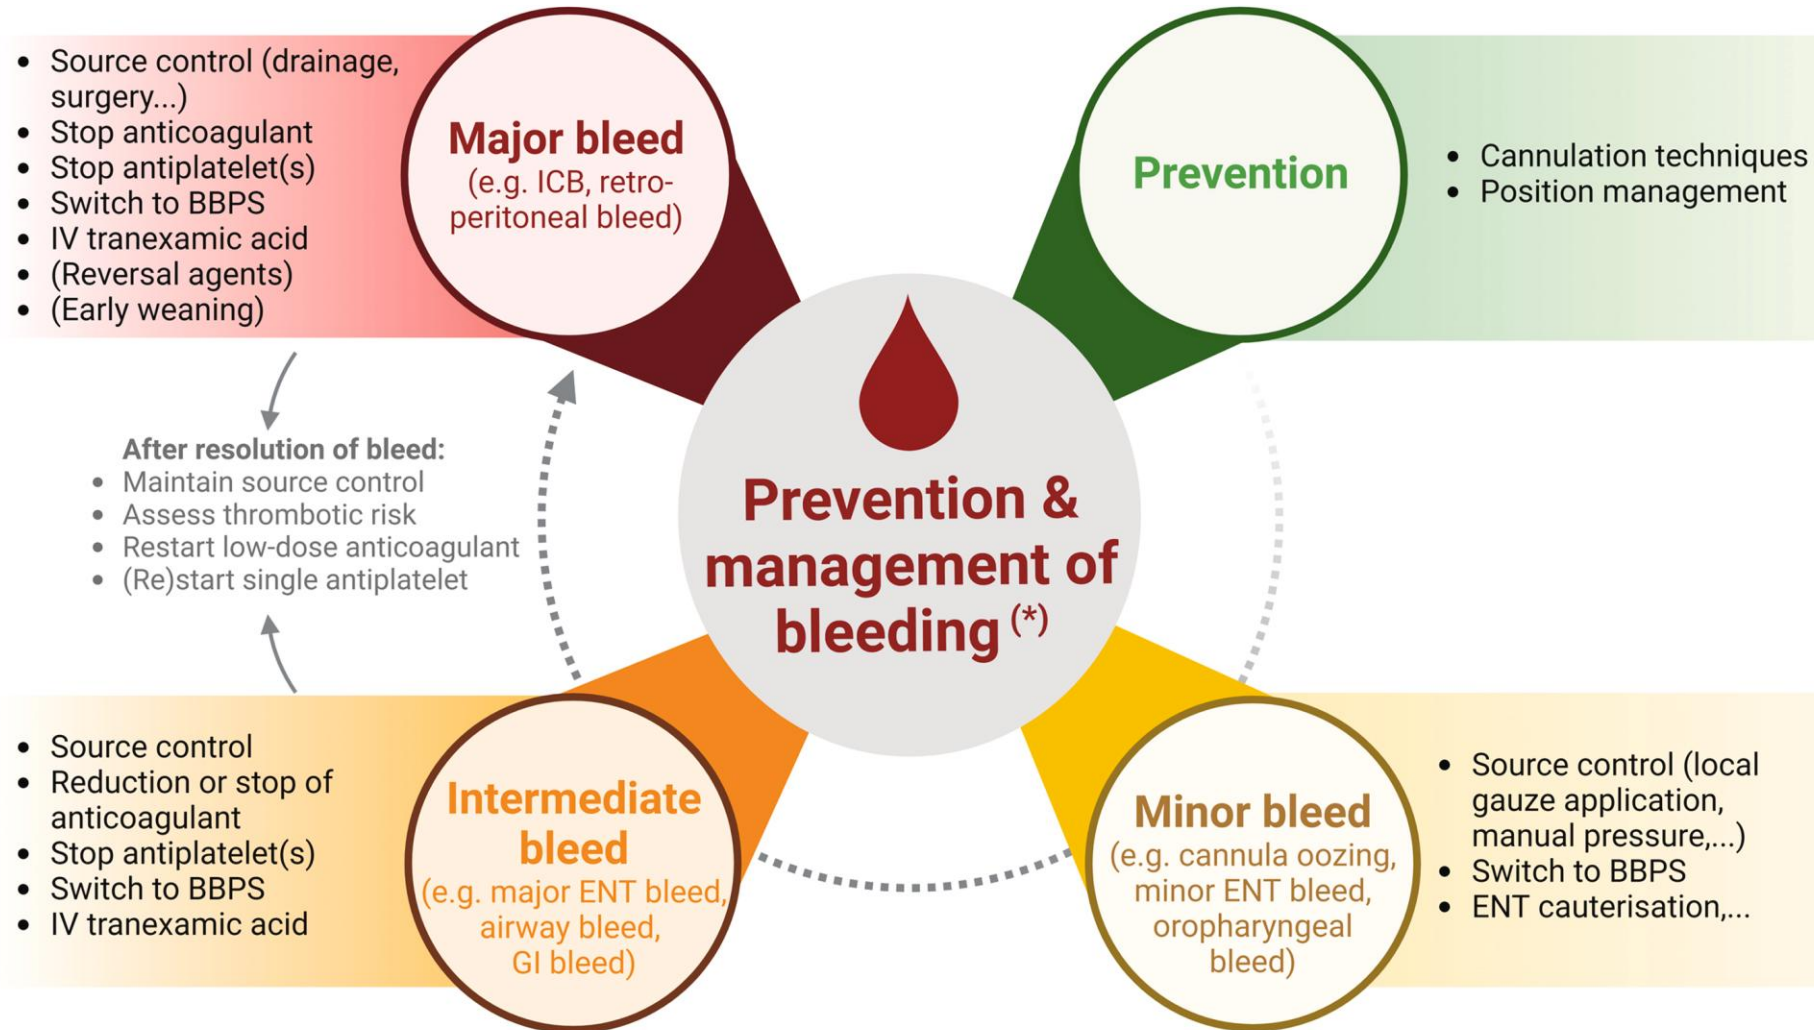 • Source control (drainage,
surgery...)
• Stop anticoagulant
• Stop antiplatelet(s)
• Switch to BBPS
• IV tranexamic acid
• (Reversal agents)
• (Early weaning)
Major bleed
(e.g. ICB, retro-
peritoneal bleed)
Prevention
• Cannulation techniques
• Position management
After resolution of bleed:
• Maintain source control
• Assess thrombotic risk
• Restart low-dose anticoagulant
• (Re)start single antiplatelet
Prevention &
management of
bleeding (*)
• Source control
• Reduction or stop of
anticoagulant
• Stop antiplatelet(s)
• Switch to BBPS
• IV tranexamic acid
Intermediate
bleed
(e.g. major ENT bleed,
airway bleed,
GI bleed)
Minor bleed
(e.g. cannula oozing,
minor ENT bleed,
oropharyngeal
bleed)
• Source control (local
gauze application,
manual pressure,...)
• Switch to BBPS
• ENT cauterisation,...